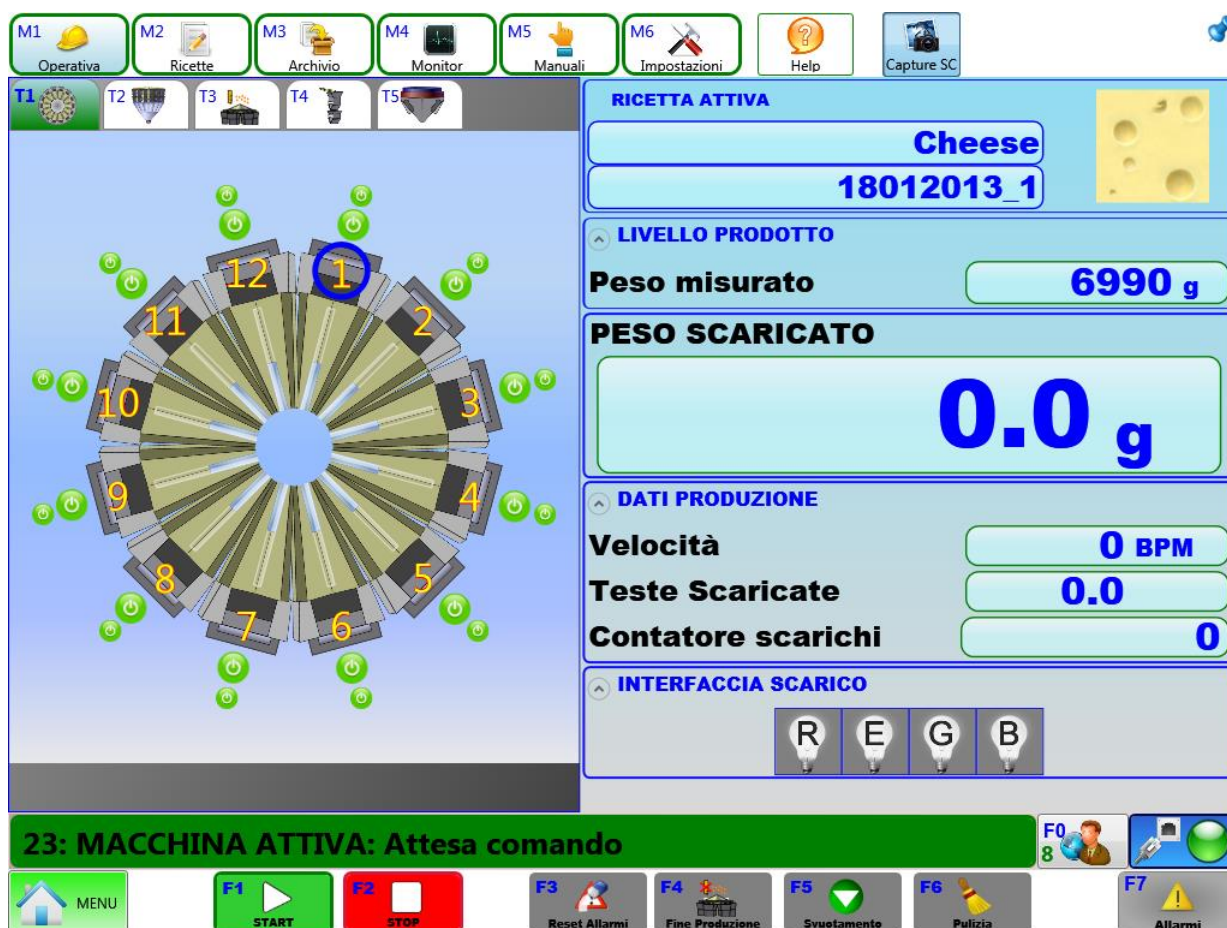 M1 Operativa
M2 Ricette
M3 Archivio
M4 Monitor
M5 Manuali
M6 Impostazioni
Help
Capture SC
T1
T2
T3
T4
T5
RICETTA ATTIVA
Cheese
18012013_1
LIVELLO PRODOTTO
Peso misurato 6990 g
PESO SCARICATO
0.0 g
DATI PRODUZIONE
Velocità 0 BPM
Teste Scaricate 0.0
Contatore scarichi 0
INTERFACCIA SCARICO
R E G B
12 1
11 2
10 3
9 4
8 5
7 6
23: MACCHINA ATTIVA: Attesa comando
F0
8
MENU
F1 START
F2 STOP
F3 Reset Allarmi
F4 Fine Produzione
F5 Svuotamento
F6 Pulizia
F7 Allarmi